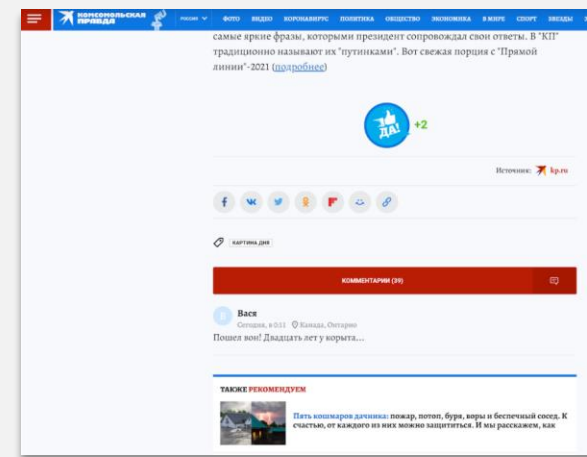 КОМСОМОЛЬСКАЯ
ПРАВДА
РОССИЯ ФОТО ВИДЕО КОРОНАВИРУС ПОЛИТИКА ОБЩЕСТВО ЭКОНОМИКА В МИРЕ СПОРТ ЗВЕЗДЫ
самые яркие фразы, которыми президент сопровождал свои ответы. В "КП"
традиционно называют их "путинками". Вот свежая порция с "Прямой
линии"-2021 (подробнее)
ДА! +2
Источник: kp.ru
КАРТИНА ДНЯ
КОММЕНТАРИИ (39)
В
Вася
Сегодня, в 0:11 Канада, Онтарио
Пошел вон! Двадцать лет у корыта...
ТАКЖЕ РЕКОМЕНДУЕМ
Пять кошмаров дачника: пожар, потоп, буря, воры и беспечный сосед. К
счастью, от каждого из них можно защититься. И мы расскажем, как